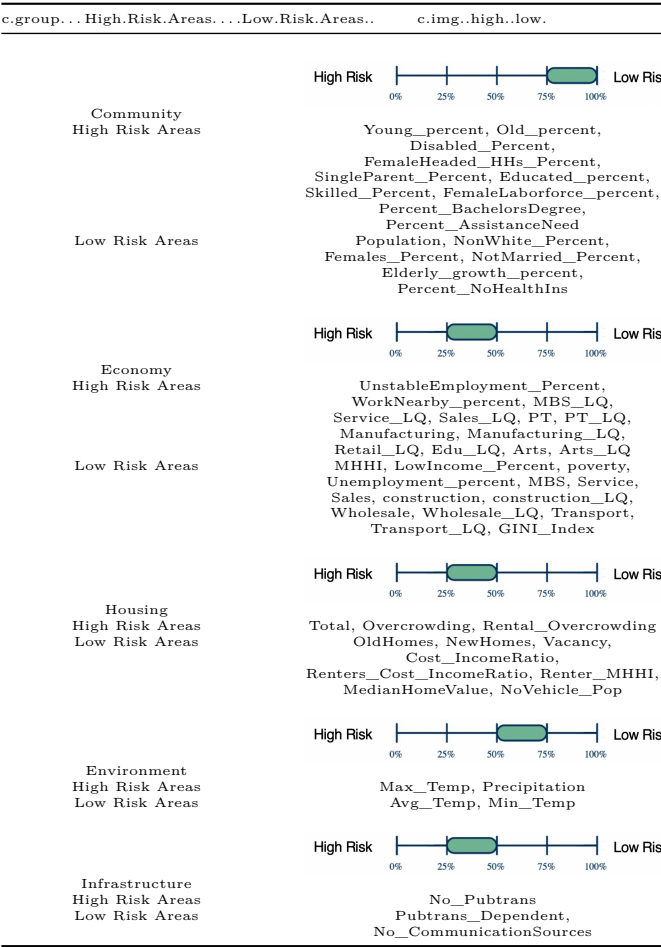 c.group...High.Risk.Areas....Low.Risk.Areas.. c.img..high..low.
High Risk Low Ris
0% 25% 50% 75% 100%
Community
High Risk Areas Young_percent, Old_percent,
Disabled_Percent,
FemaleHeaded_HHs_Percent,
SingleParent_Percent, Educated_percent,
Skilled_Percent, FemaleLaborforce_percent,
Percent_BachelorsDegree,
Percent_AssistanceNeed
Low Risk Areas Population, NonWhite_Percent,
Females_Percent, NotMarried_Percent,
Elderly_growth_percent,
Percent_NoHealthIns
High Risk Low Ris
0% 25% 50% 75% 100%
Economy
High Risk Areas UnstableEmployment_Percent,
WorkNearby_percent, MBS_LQ,
Service_LQ, Sales_LQ, PT, PT_LQ,
Manufacturing, Manufacturing_LQ,
Retail_LQ, Edu_LQ, Arts, Arts_LQ
Low Risk Areas MHHI, LowIncome_Percent, poverty,
Unemployment_percent, MBS, Service,
Sales, construction, construction_LQ,
Wholesale, Wholesale_LQ, Transport,
Transport_LQ, GINI_Index
High Risk Low Ris
0% 25% 50% 75% 100%
Housing
High Risk Areas Total, Overcrowding, Rental_Overcrowding
Low Risk Areas OldHomes, NewHomes, Vacancy,
Cost_IncomeRatio,
Renters_Cost_IncomeRatio, Renter_MHHI,
MedianHomeValue, NoVehicle_Pop
High Risk Low Ris
0% 25% 50% 75% 100%
Environment
High Risk Areas Max_Temp, Precipitation
Low Risk Areas Avg_Temp, Min_Temp
High Risk Low Ris
0% 25% 50% 75% 100%
Infrastructure
High Risk Areas No_Pubtrans
Low Risk Areas Pubtrans_Dependent,
No_CommunicationSources